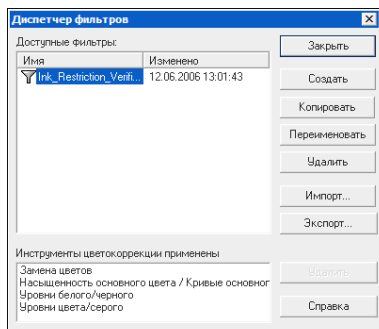 Диспетчер фильтров
Доступные фильтры:
Закрыть
Имя Изменено
Ink_Restriction_Verifi... 12.06.2006 13:01:43
Создать
Копировать
Переименовать
Удалить
Импорт...
Экспорт...
Инструменты цветокоррекции применены
Замена цветов
Удалить
Насыщенность основного цвета / Кривые основног
Уровни белого/черного
Уровни цвета/серого
Справка